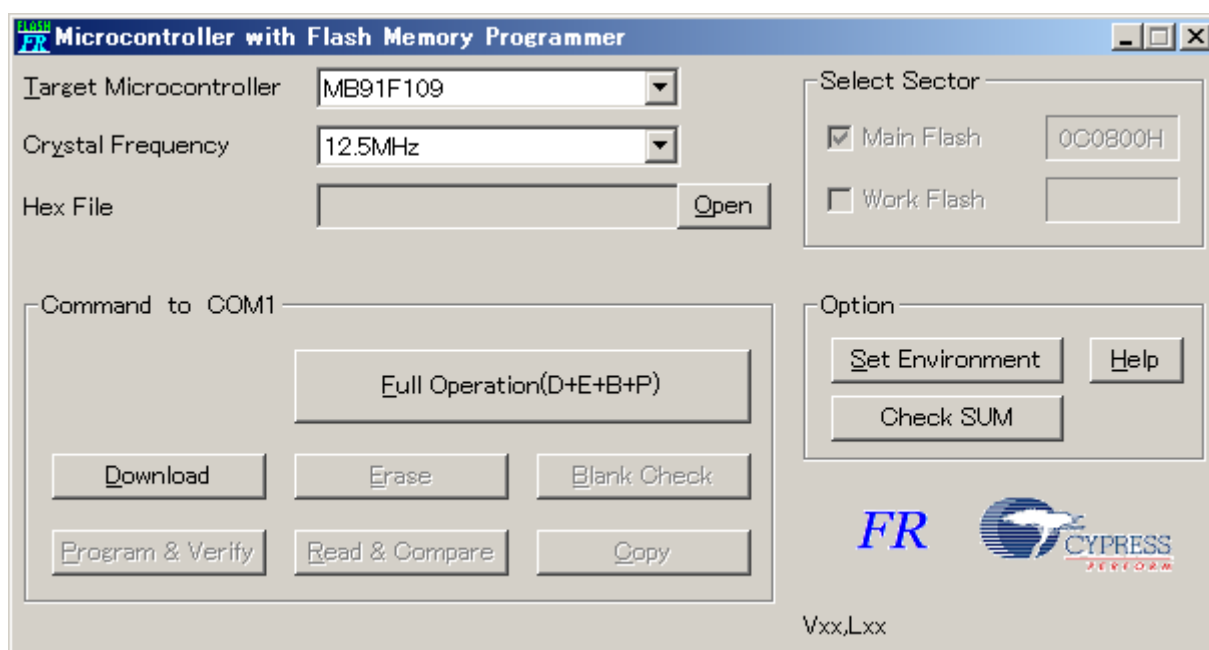 FLASH
FR Microcontroller with Flash Memory Programmer
Target Microcontroller MB91F109
Crystal Frequency 12.5MHz
Hex File Open
Select Sector
Main Flash 0C0800H
Work Flash
Command to COM1
Full Operation(D+E+B+P)
Download Erase Blank Check
Program & Verify Read & Compare Copy
Option
Set Environment Help
Check SUM
FR CYPRESS
PERFORM
Vxx,Lxx